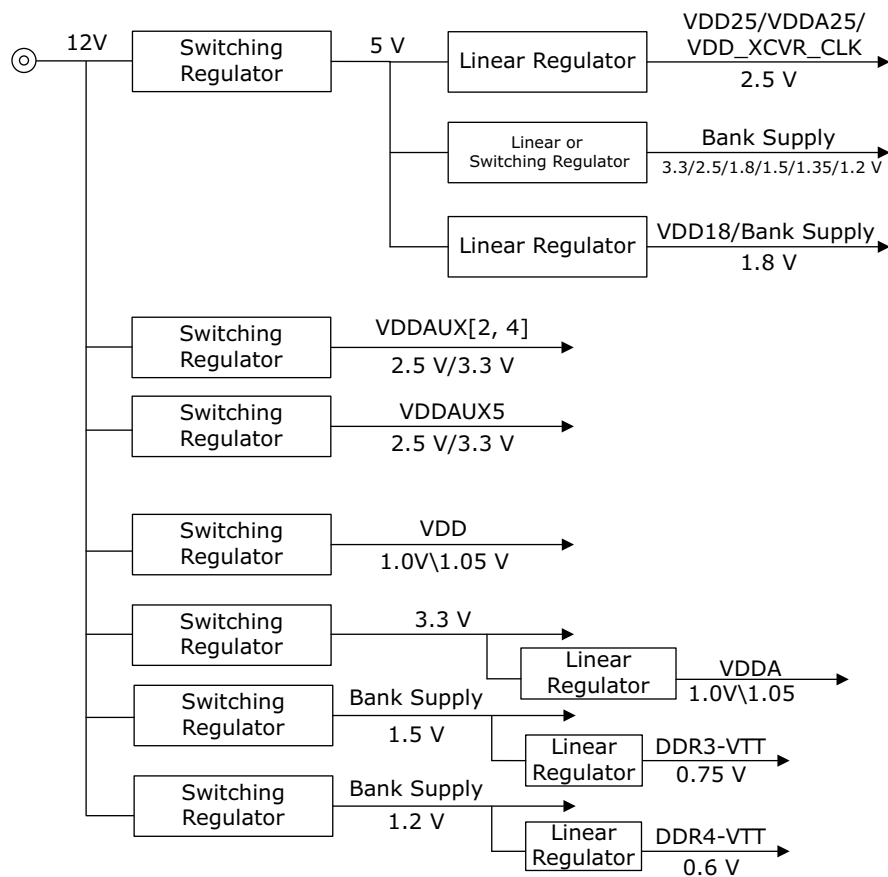 12V
Switching
Regulator
5 V
Linear Regulator
VDD25/VDDA25/
VDD_XCVR_CLK
2.5 V
Linear or
Switching Regulator
Bank Supply
3.3/2.5/1.8/1.5/1.35/1.2 V
Linear Regulator
VDD18/Bank Supply
1.8 V
Switching
Regulator
VDDAUX[2, 4]
2.5 V/3.3 V
Switching
Regulator
VDDAUX5
2.5 V/3.3 V
Switching
Regulator
VDD
1.0V\1.05 V
Switching
Regulator
3.3 V
Linear
Regulator
VDDA
1.0V\1.05
Switching
Regulator
Bank Supply
1.5 V
Linear
Regulator
DDR3-VTT
0.75 V
Switching
Regulator
Bank Supply
1.2 V
Linear
Regulator
DDR4-VTT
0.6 V